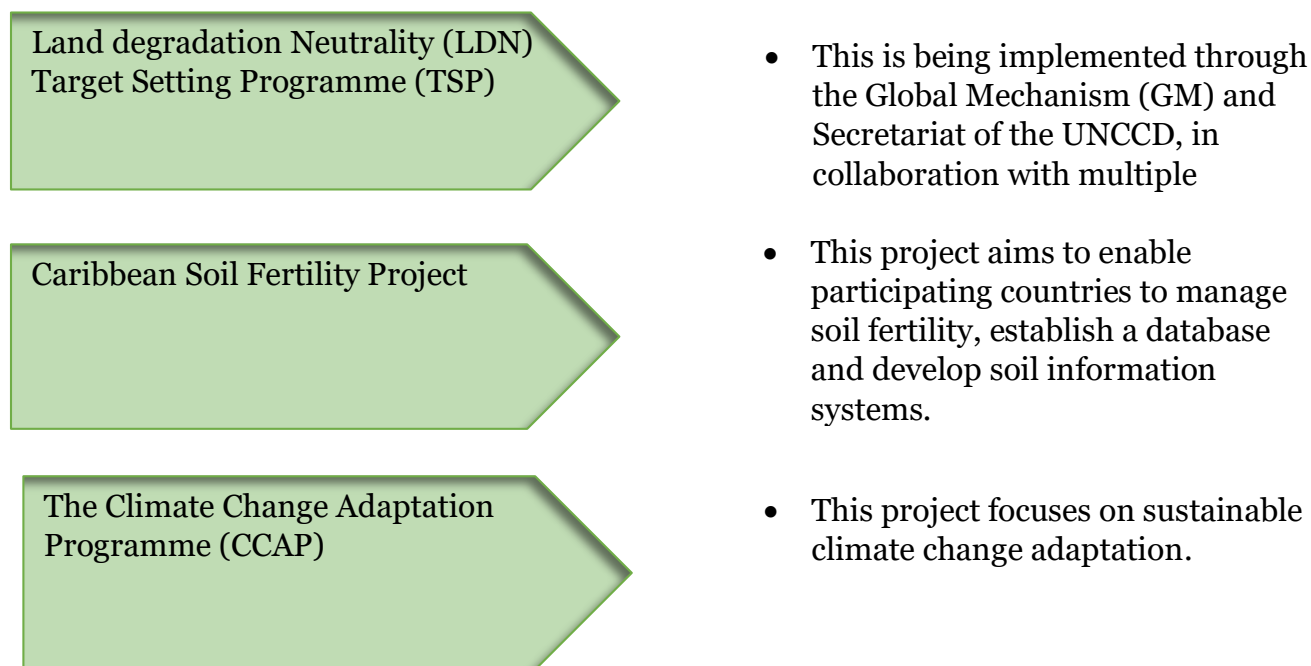 Land degradation Neutrality (LDN)
Target Setting Programme (TSP)
• This is being implemented through
the Global Mechanism (GM) and
Secretariat of the UNCCD, in
collaboration with multiple
Caribbean Soil Fertility Project
• This project aims to enable
participating countries to manage
soil fertility, establish a database
and develop soil information
systems.
The Climate Change Adaptation
Programme (CCAP)
• This project focuses on sustainable
climate change adaptation.